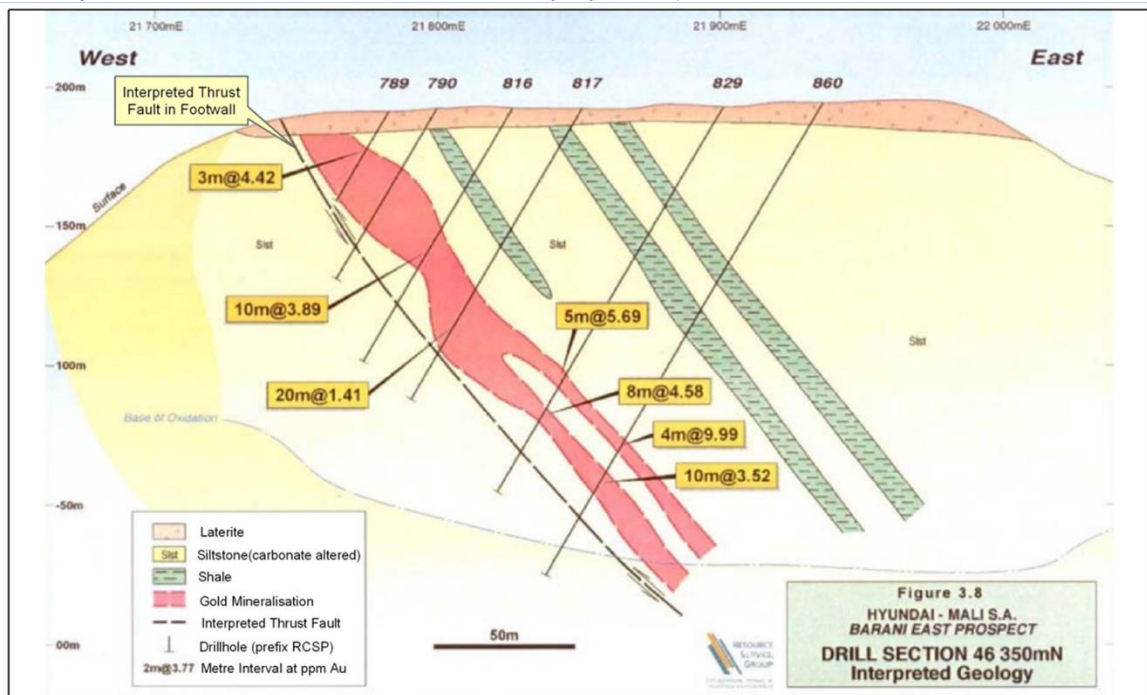 21 700mE
21 800mE
21 900mE
22 000mE
West
East
200m
150m
100m
-50m
00m
Interpreted Thrust
Fault in Footwall
789
790
816
817
829
860
Surface
3m@4.42
10m@3.89
20m@1.41
5m@5.69
8m@4.58
4m@9.99
10m@3.52
Slst
Slst
Slst
Base of Oxidation
Laterite
Slst
Siltstone(carbonate altered)
Shale
Gold Mineralisation
Interpreted Thrust Fault
Drillhole (prefix RCSP)
2m@3.77 Metre Interval at ppm Au
50m
RESOURCE
SERVICE
GROUP
Figure 3.8
HYUNDAI - MALI S.A.
BARANI EAST PROSPECT
DRILL SECTION 46 350mN
Interpreted Geology